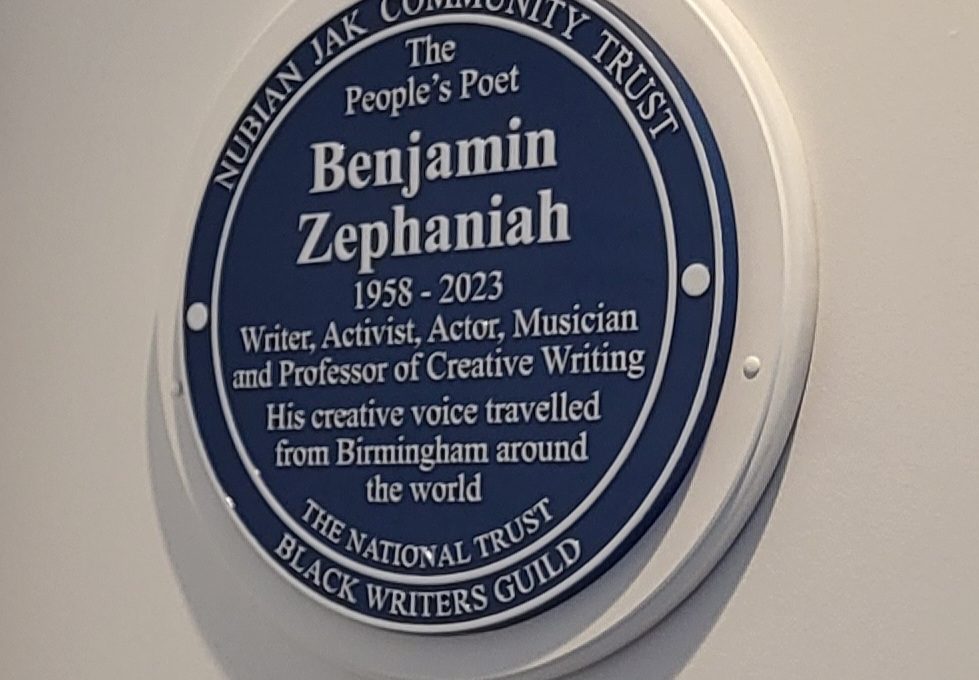 NUBIAN JAK COMMUNITY TRUST
The
People's Poet
Benjamin
Zephaniah
1958 - 2023
Writer, Activist, Actor, Musician
and Professor of Creative Writing
His creative voice travelled
from Birmingham around
the world
THE NATIONAL TRUST
BLACK WRITERS GUILD